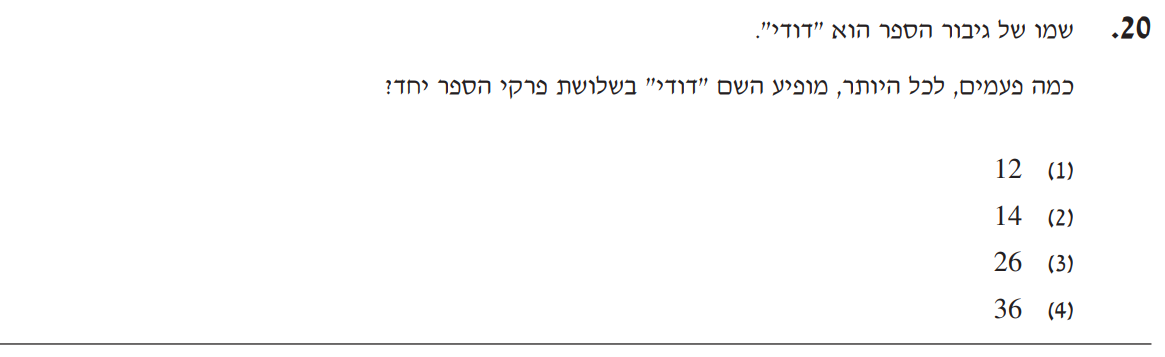 20. שמו של גיבור הספר הוא "דודי".
כמה פעמים, לכל היותר, מופיע השם "דודי" בשלושת פרקי הספר יחד?
(1) 12
(2) 14
(3) 26
(4) 36